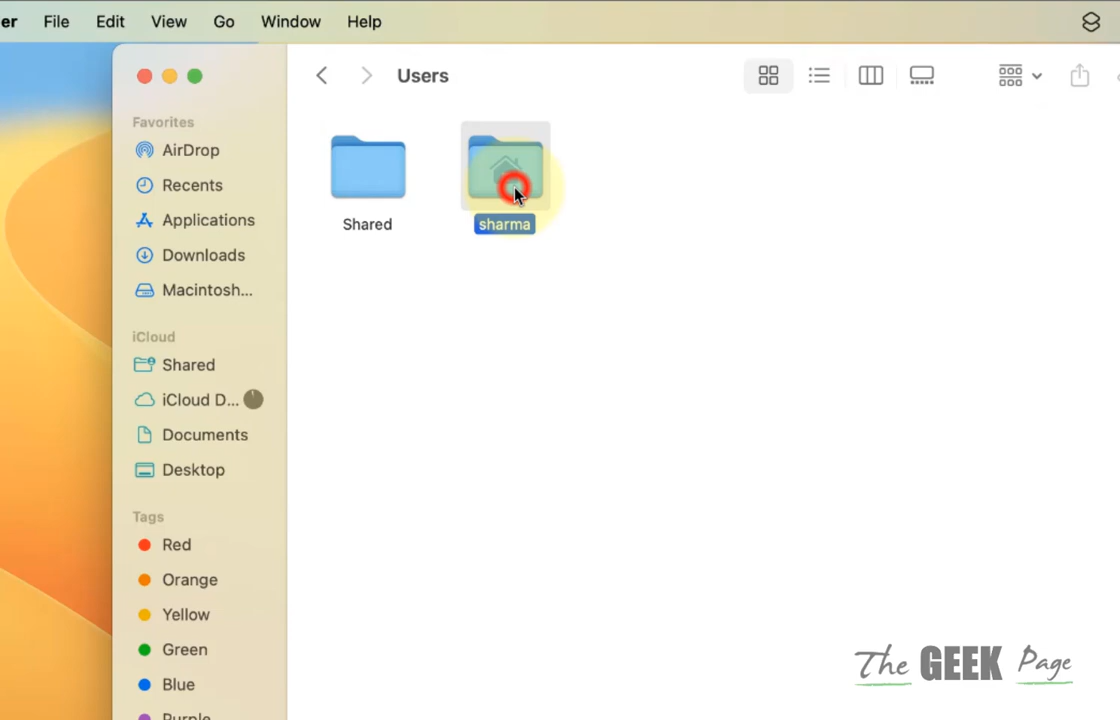 er File Edit View Go Window Help
Users
Favorites
AirDrop
Recents
Applications
Downloads
Macintosh...
iCloud
Shared
iCloud D...
Documents
Desktop
Tags
Red
Orange
Yellow
Green
Blue
Purple
Shared
sharma
The GEEK Page